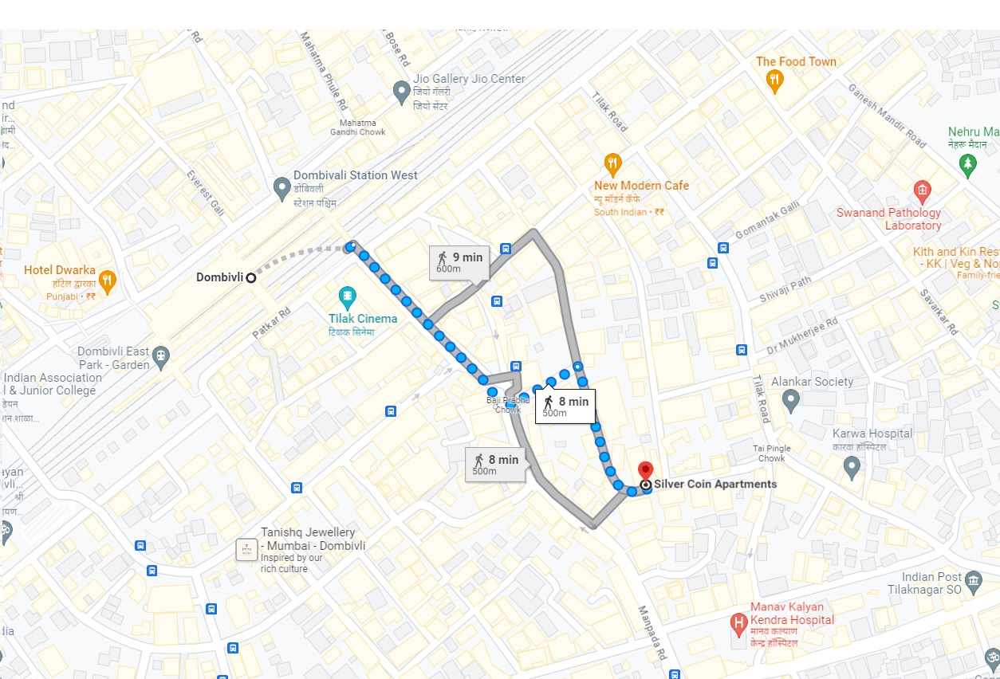 Mahatma Phule Rd
Bose Rd
The Food Town
Jio Gallery Jio Center
जियो गॅलरी
जियो सेंटर
Tilak Road
Ganesh Mandir Road
Mahatma
Gandhi Chowk
Nehru Ma
नेहरू मैदान
Everest Gali
Dombivali Station West
डोंबिवली
स्टेशन पश्चिम
New Modern Cafe
न्यू मॉडर्न कॅफे
South Indian • ₹₹
Swanand Pathology
Laboratory
Gomantak Galli
Hotel Dwarka
हॉटेल द्वारका
Punjabi • ₹₹
Dombivli
9 min
600m
Kith and Kin Rest
- KK | Veg & No
Family-frie
Shivaji Path
Savarkar Rd
Tilak Cinema
टिळक सिनेमा
Patkar Rd
Dr Mukherjee Rd
Dombivli East
Park - Garden
Indian Association
l & Junior College
Alankar Society
Tilak Road
Baji Prabhu
Chowk
8 min
500m
Karwa Hospital
कारवा हॉस्पिटल
Tai Pingle
Chowk
8 min
500m
Silver Coin Apartments
Tanishq Jewellery
- Mumbai - Dombivli
Inspired by our
rich culture
Indian Post
Tilaknagar SO
Manpada Rd
Manav Kalyan
Kendra Hospital
मानव कल्याण
केन्द्र हॉस्पिटल